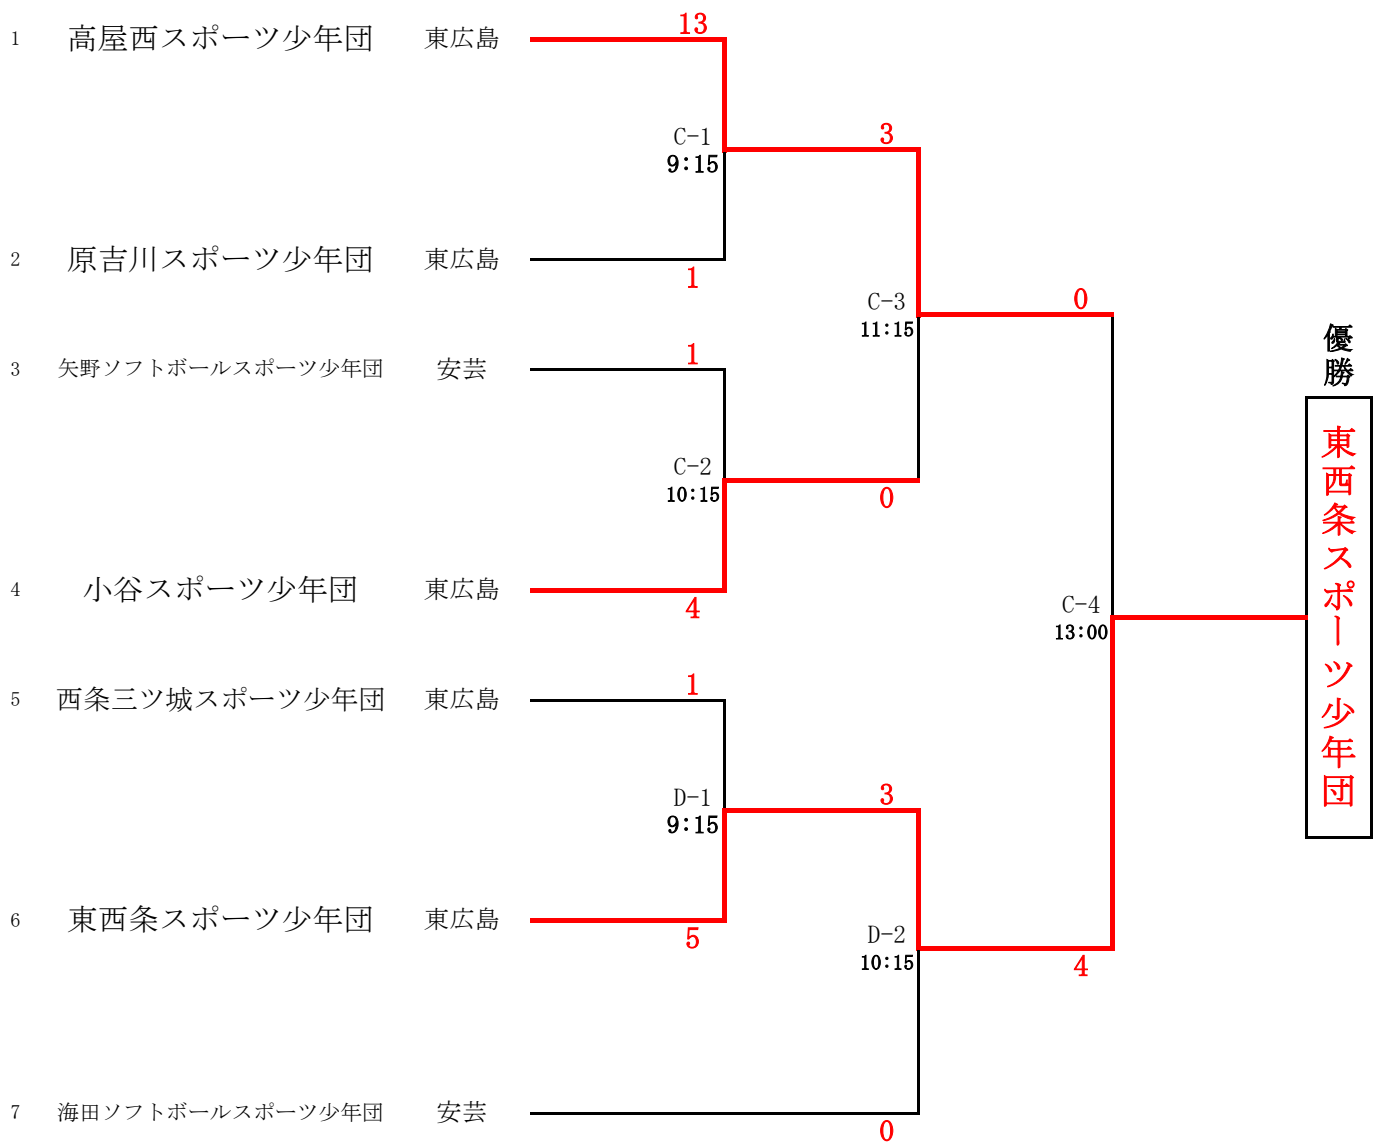 13
1 高屋西スポーツ少年団 東広島
C-1
9:15
3
2 原吉川スポーツ少年団 東広島
1
C-3
11:15
0
3 矢野ソフトボールスポーツ少年団 安芸
1
C-2
10:15
0
4 小谷スポーツ少年団 東広島
4
C-4
13:00
5 西条三ツ城スポーツ少年団 東広島
1
D-1
9:15
3
6 東西条スポーツ少年団 東広島
5
D-2
10:15
4
7 海田ソフトボールスポーツ少年団 安芸
0
優勝
東西条スポーツ少年団